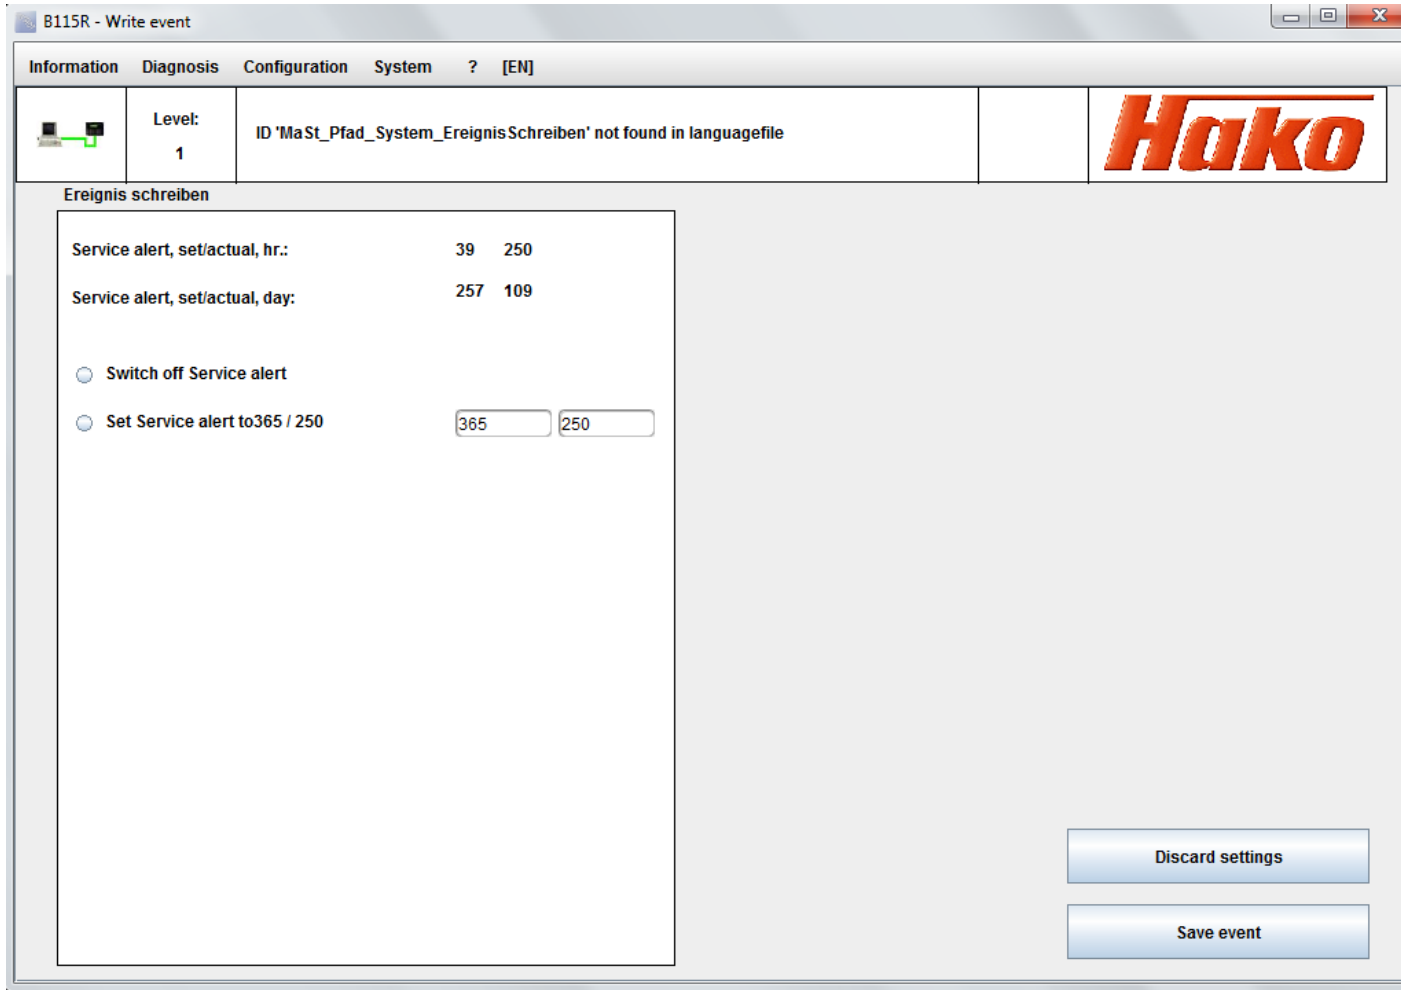 B115R - Write event
Information Diagnosis Configuration System ? [EN]
Level:
1
ID 'MaSt_Pfad_System_EreignisSchreiben' not found in languagefile
Hako
Ereignis schreiben
Service alert, set/actual, hr.: 39 250
Service alert, set/actual, day: 257 109
Switch off Service alert
Set Service alert to365 / 250 365 250
Discard settings
Save event